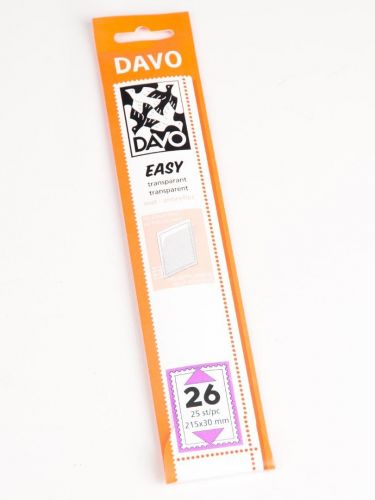 DAVO
DAVO
EASY
transparant
transparent
26
25 st/pc
215x30 mm